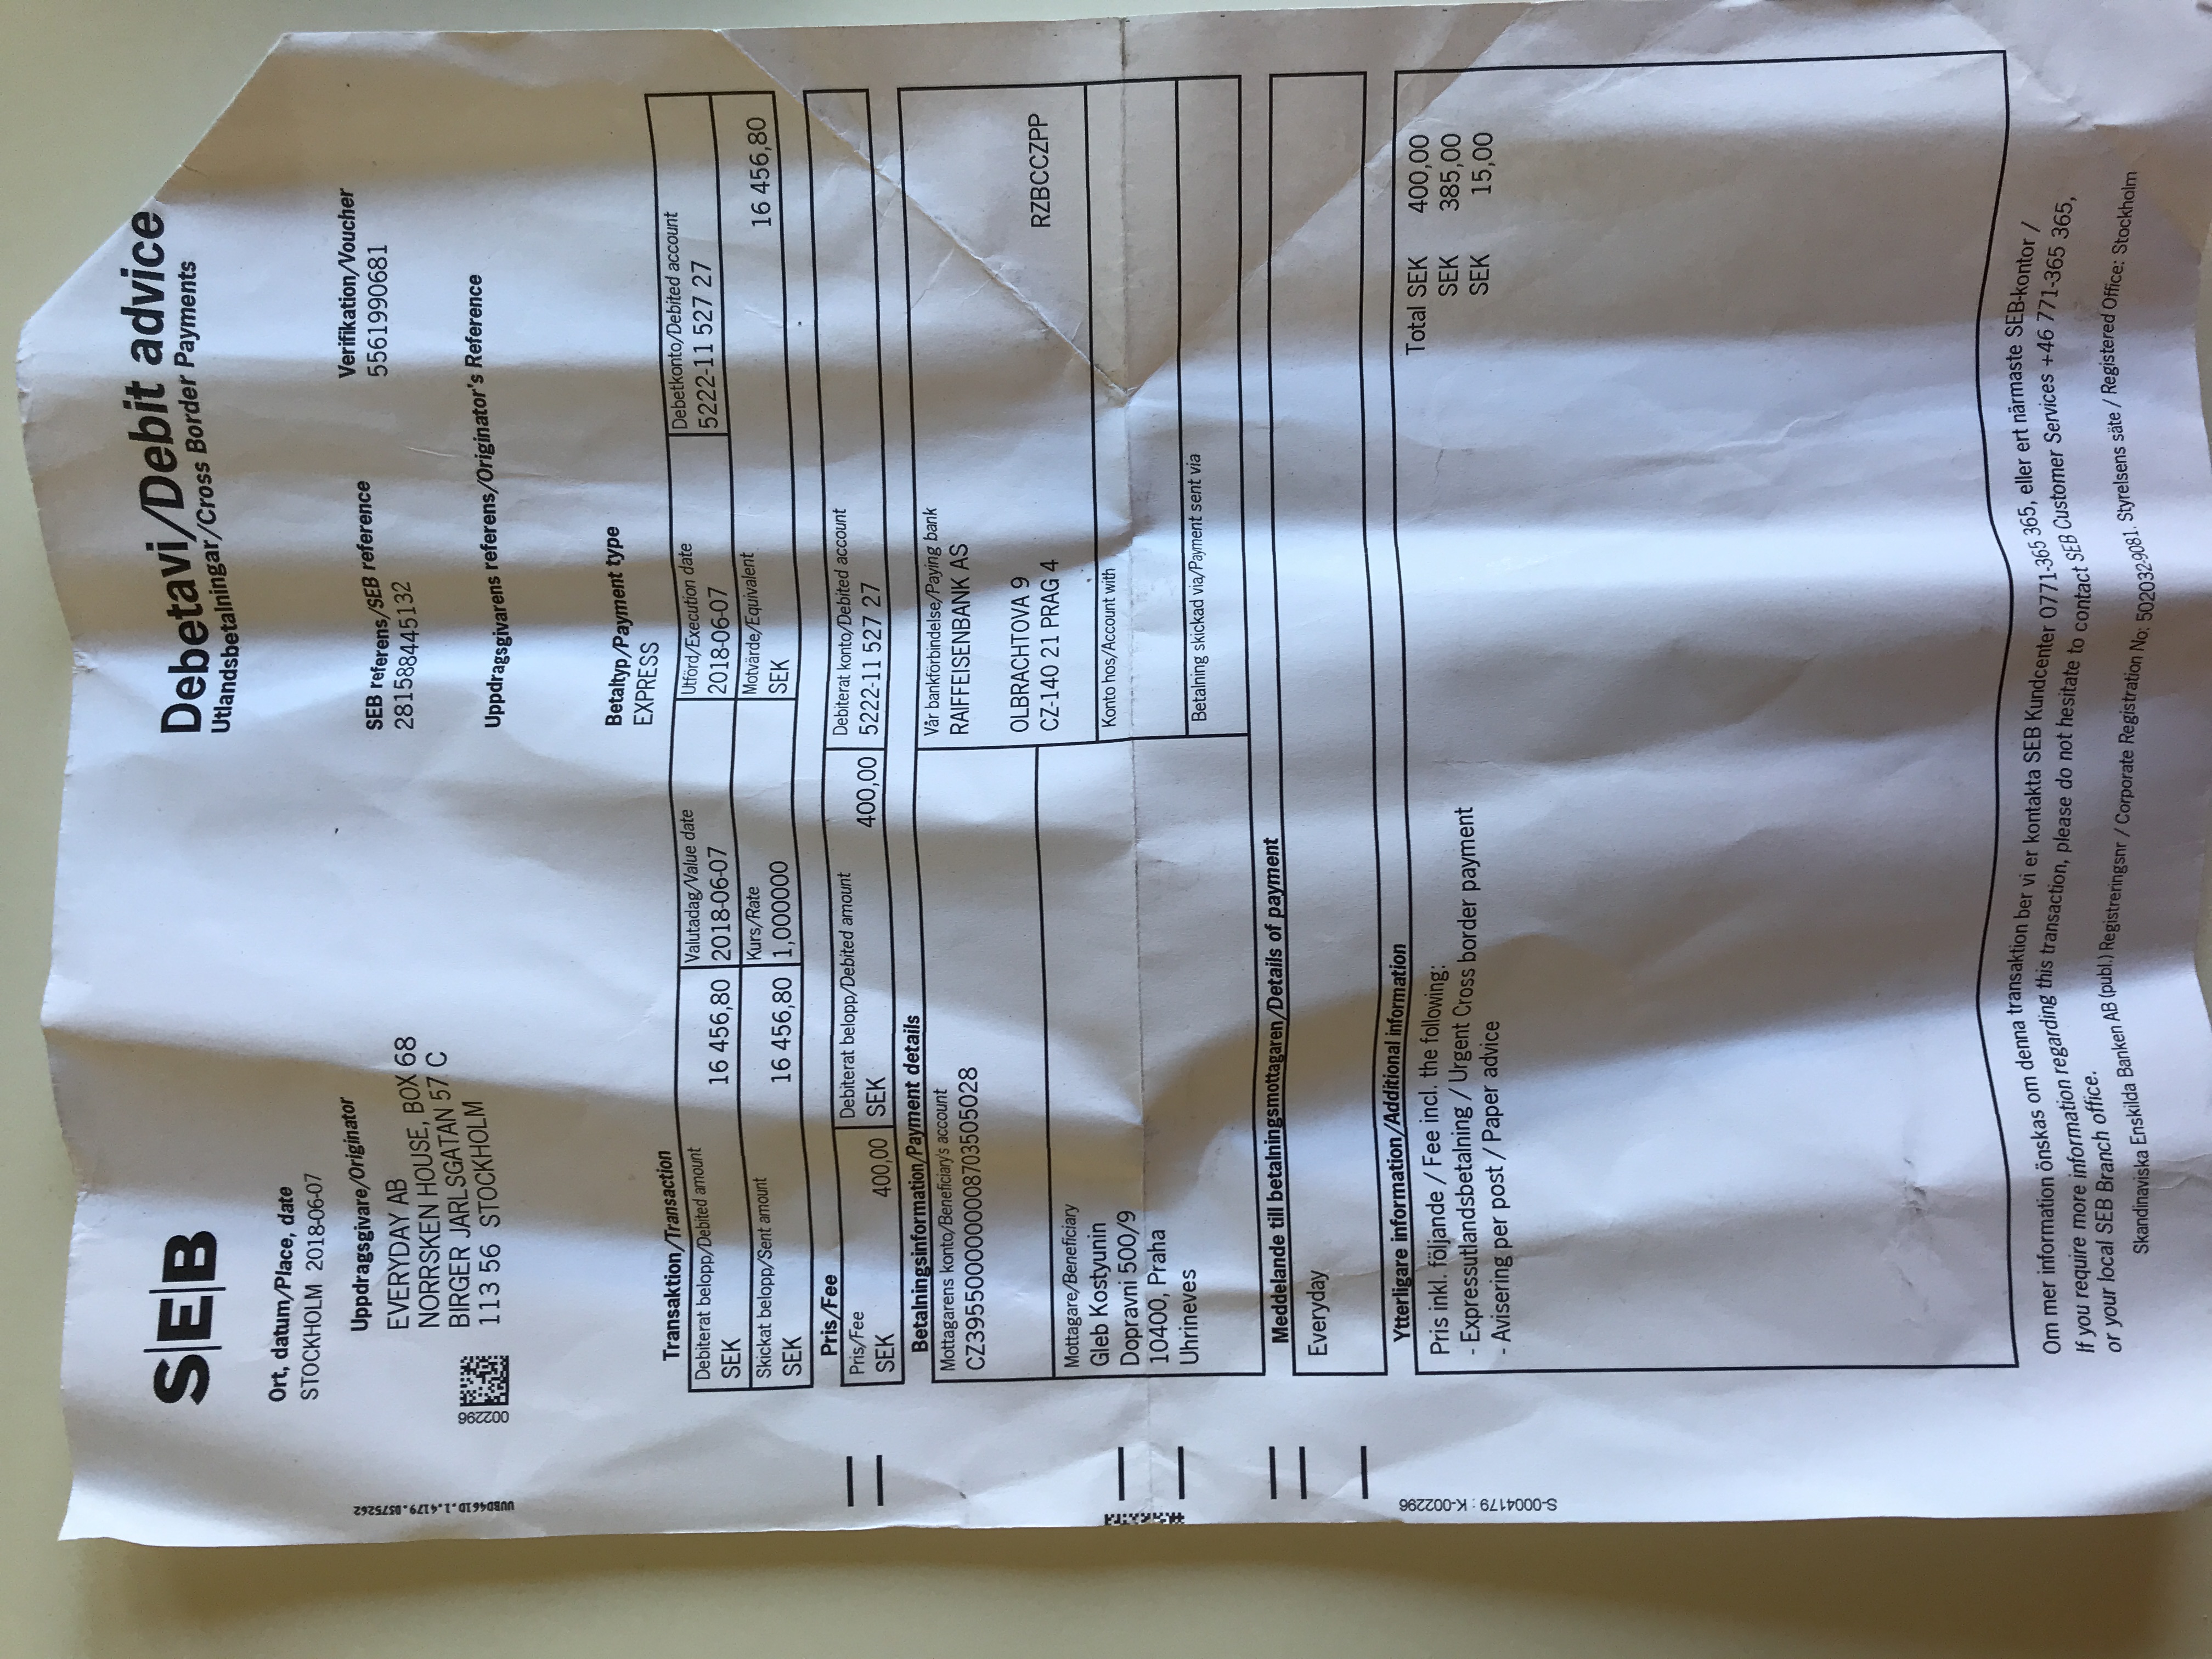 S|E|B
Debetavi/Debit advice
Utlandsbetalningar/Cross Border Payments
Ort, datum/Place, date
STOCKHOLM 2018-06-07
Uppdragsgivare/Originator
EVERYDAY AB
NORRSKEN HOUSE, BOX 68
BIRGER JARLSGATAN 57 C
113 56 STOCKHOLM
002296
UUBD461D.1.4179.B575262
SEB referens/SEB reference
281588445132
Verifikation/Voucher
5561990681
Uppdragsgivarens referens/Originator's Reference
Betaltyp/Payment type
EXPRESS
Transaktion/Transaction
Debiterat belopp/Debited amount
SEK 16 456,80
Valutadag/Value date
2018-06-07
Utförd/Execution date
2018-06-07
Debetkonto/Debited account
5222-11 527 27
Skickat belopp/Sent amount
SEK 16 456,80
Kurs/Rate
1,000000
Motvärde/Equivalent
SEK 16 456,80
Pris/Fee
Pris/Fee
SEK 400,00
Debiterat belopp/Debited amount
SEK 400,00
Debiterat konto/Debited account
5222-11 527 27
Betalningsinformation/Payment details
Mottagarens konto/Beneficiary's account
CZ3955000000008703505028
Vår bankförbindelse/Paying bank
RAIFFEISENBANK AS
OLBRACHTOVA 9
CZ-140 21 PRAG 4 RZBCCZPP
Mottagare/Beneficiary
Gleb Kostyunin
Dopravni 500/9
10400, Praha
Uhrineves
Konto hos/Account with
Betalning skickad via/Payment sent via
Meddelande till betalningsmottagaren/Details of payment
Everyday
Ytterligare information/Additional information
Pris inkl. följande / Fee incl. the following: Total SEK 400,00
- Expressutlandsbetalning / Urgent Cross border payment SEK 385,00
- Avisering per post / Paper advice SEK 15,00
S-0004179 : K-002296
Om mer information önskas om denna transaktion ber vi er kontakta SEB Kundcenter 0771-365 365, eller ert närmaste SEB-kontor /
If you require more information regarding this transaction, please do not hesitate to contact SEB Customer Services +46 771-365 365,
or your local SEB Branch office.
Skandinaviska Enskilda Banken AB (publ.) Registreringsnr / Corporate Registration No: 502032-9081. Styrelsens säte / Registered Office: Stockholm